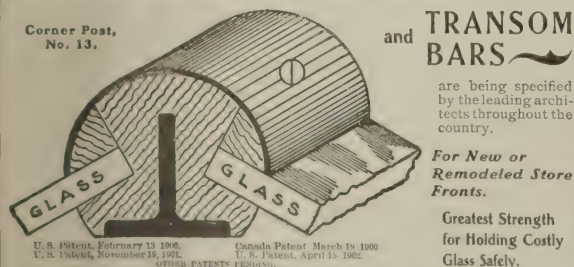 Corner Post,
No. 13.
GLASS
GLASS
U. S. Patent, February 13 1900.
U. S. Patent, November 19, 1901.
Canada Patent March 19 1900
U. S. Patent, April 15 1902.
OTHER PATENTS PENDING.
and TRANSOM
BARS
are being specified
by the leading archi-
tects throughout the
country.
For New or
Remodeled Store
Fronts.
Greatest Strength
for Holding Costly
Glass Safely.